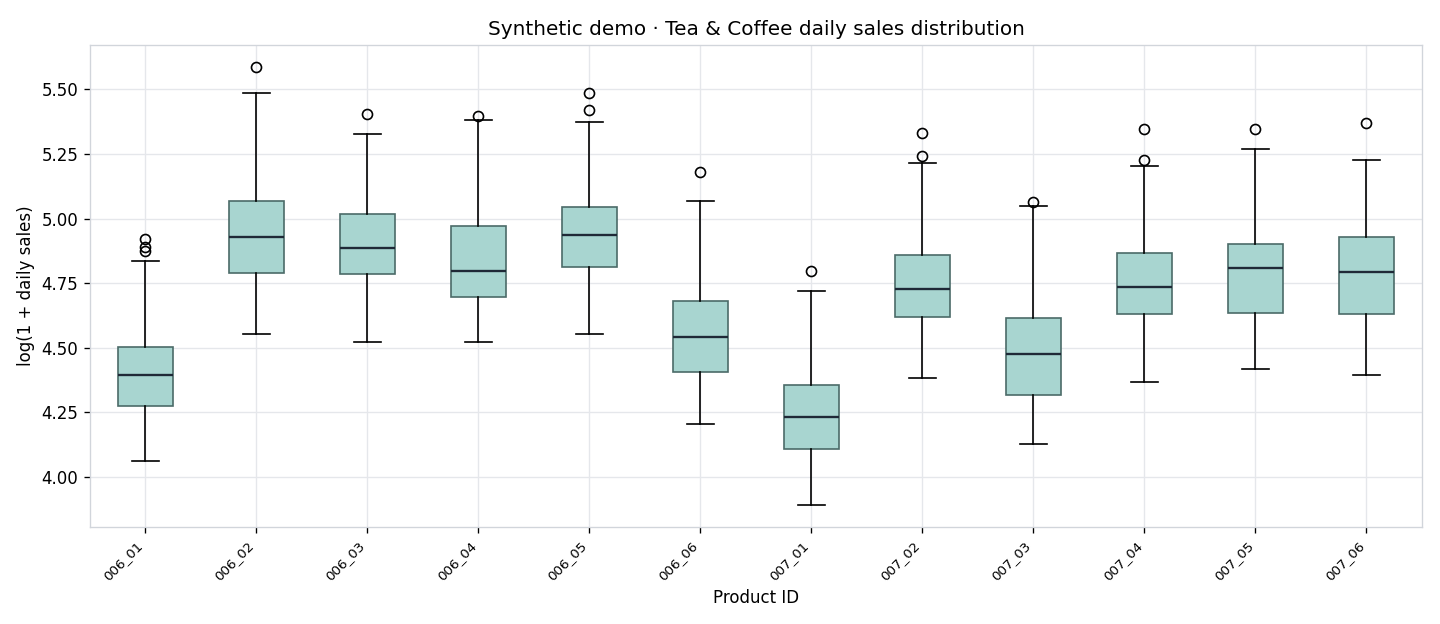 Synthetic demo · Tea & Coffee daily sales distribution
log(1 + daily sales)
5.50
5.25
5.00
4.75
4.50
4.25
4.00
006_01 006_02 006_03 006_04 006_05 006_06 007_01 007_02 007_03 007_04 007_05 007_06
Product ID